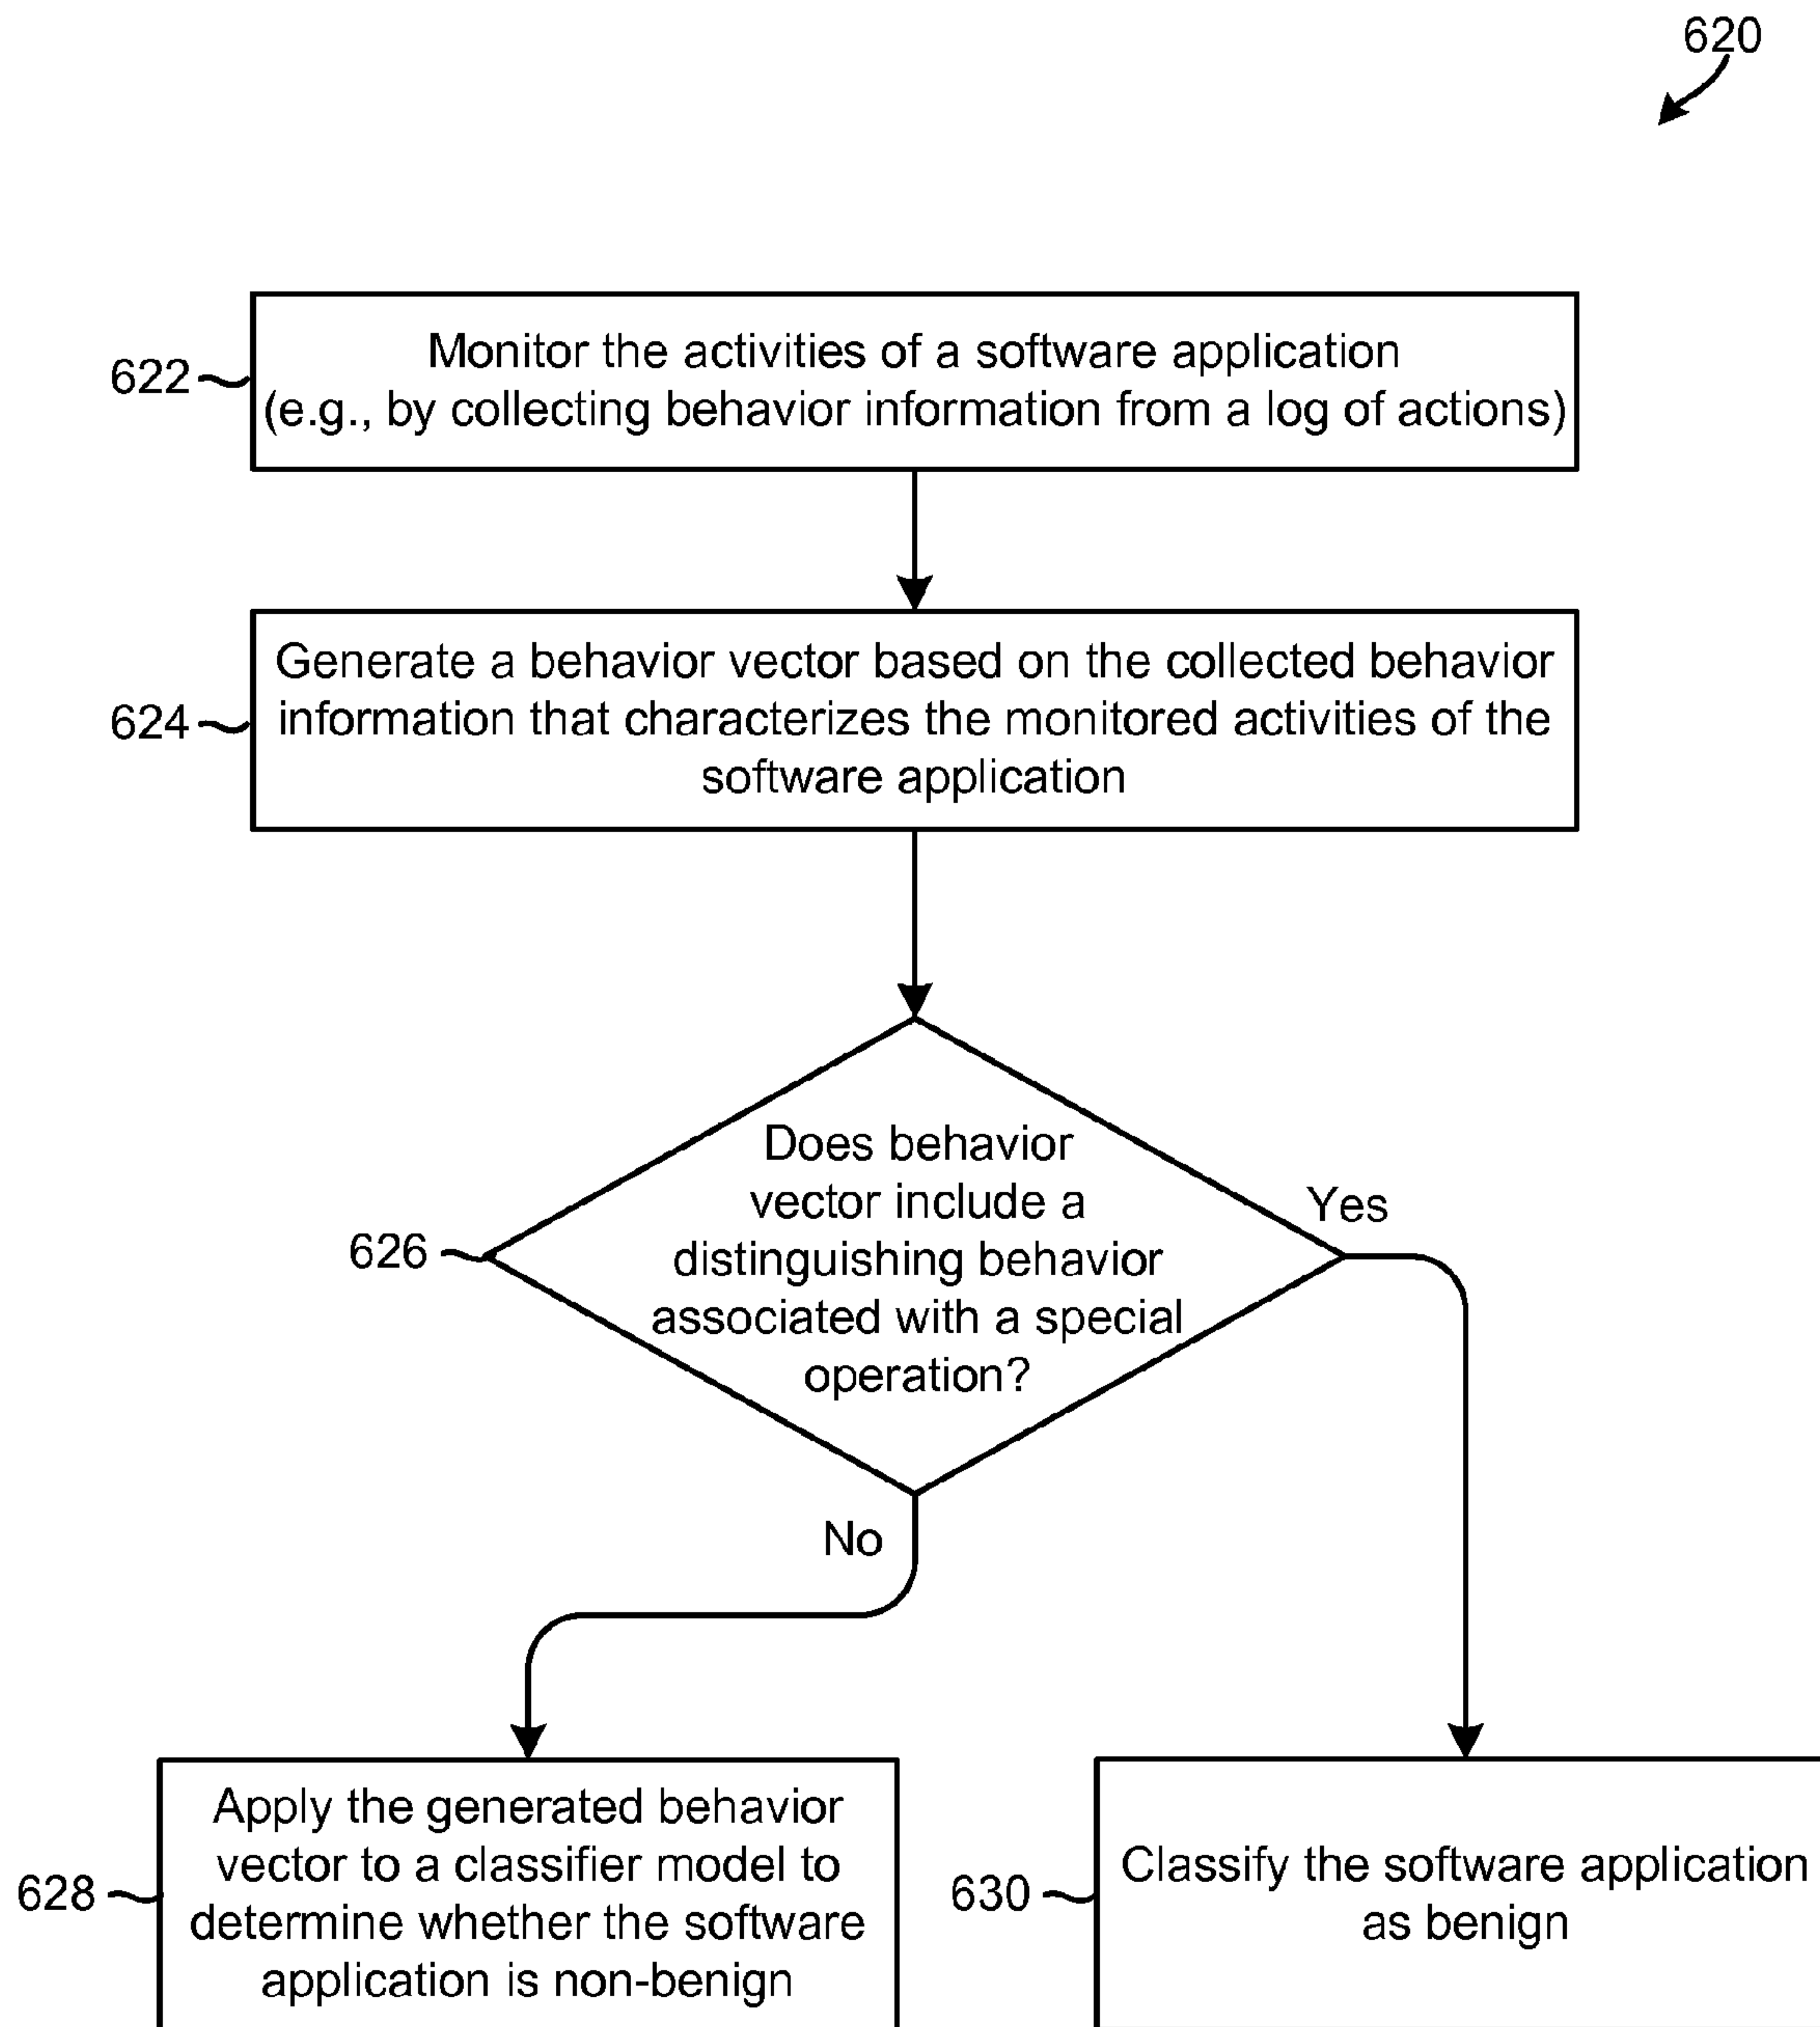 620
622
Monitor the activities of a software application
(e.g., by collecting behavior information from a log of actions)
624
Generate a behavior vector based on the collected behavior
information that characterizes the monitored activities of the
software application
626
Does behavior
vector include a
distinguishing behavior
associated with a special
operation?
Yes
No
628
Apply the generated behavior
vector to a classifier model to
determine whether the software
application is non-benign
630
Classify the software application
as benign